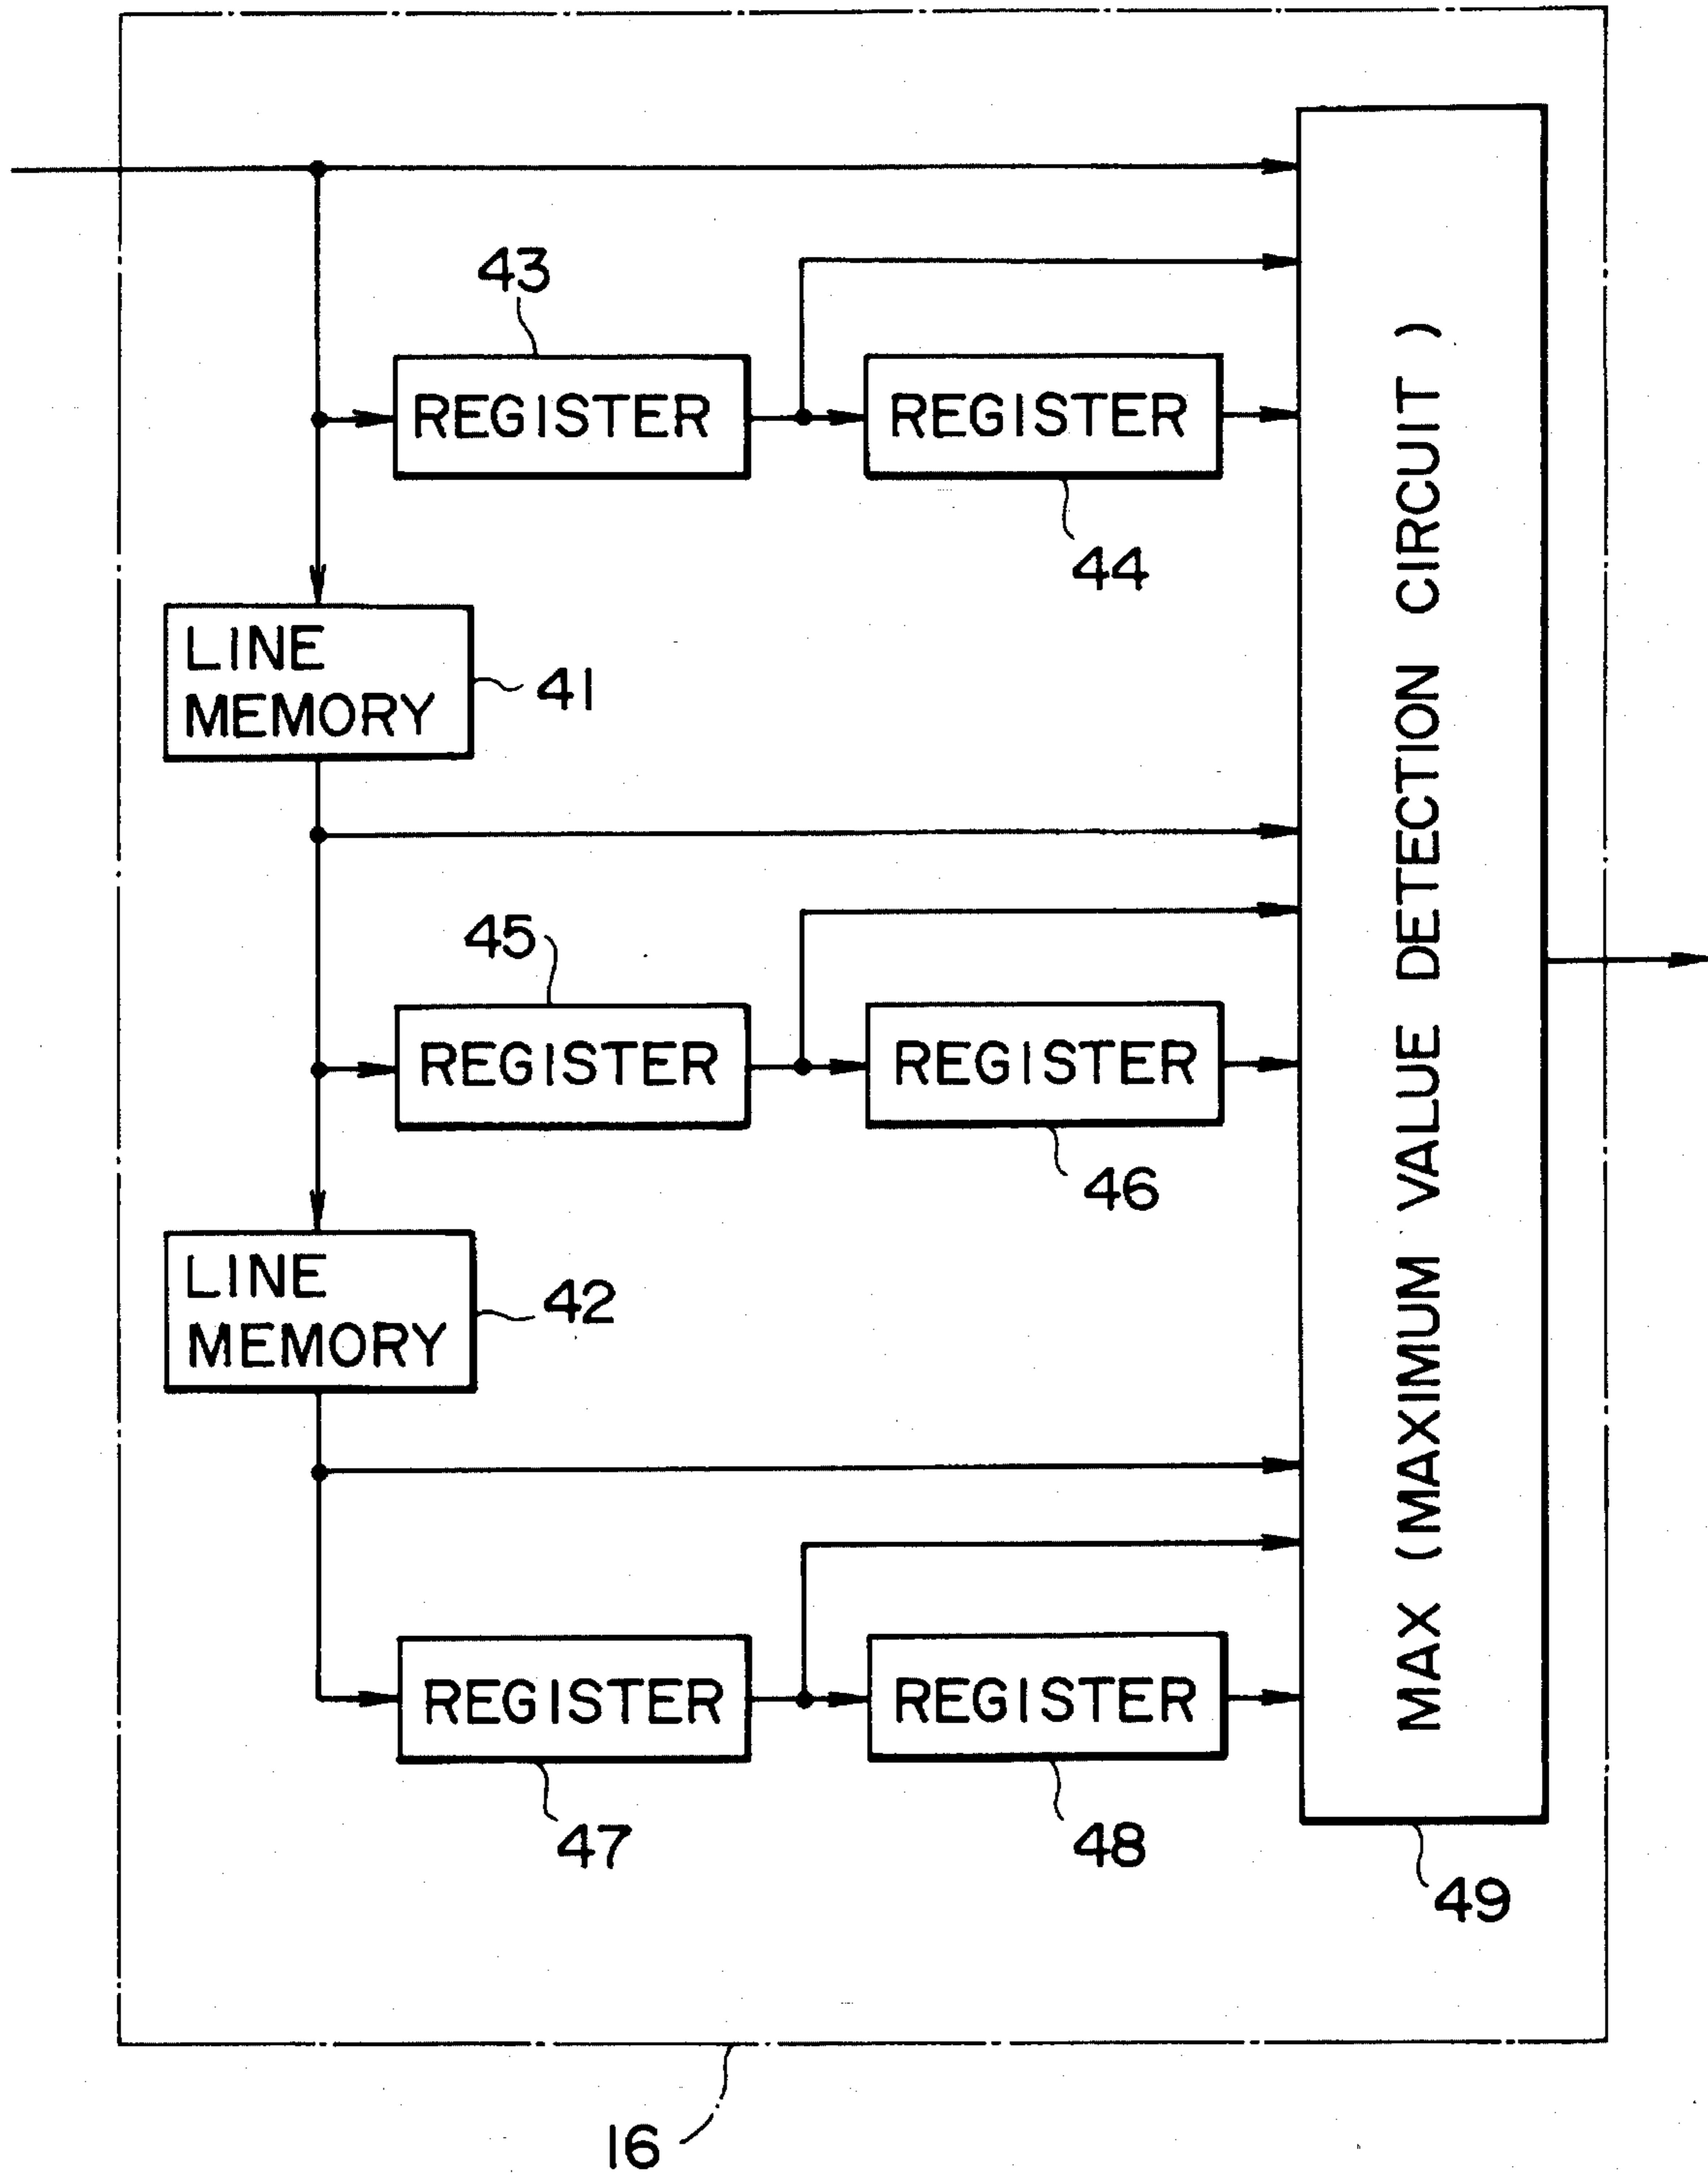 43
REGISTER
REGISTER
44
LINE
MEMORY
41
45
REGISTER
REGISTER
46
LINE
MEMORY
42
REGISTER
REGISTER
47
48
MAX (MAXIMUM VALUE DETECTION CIRCUIT )
49
16